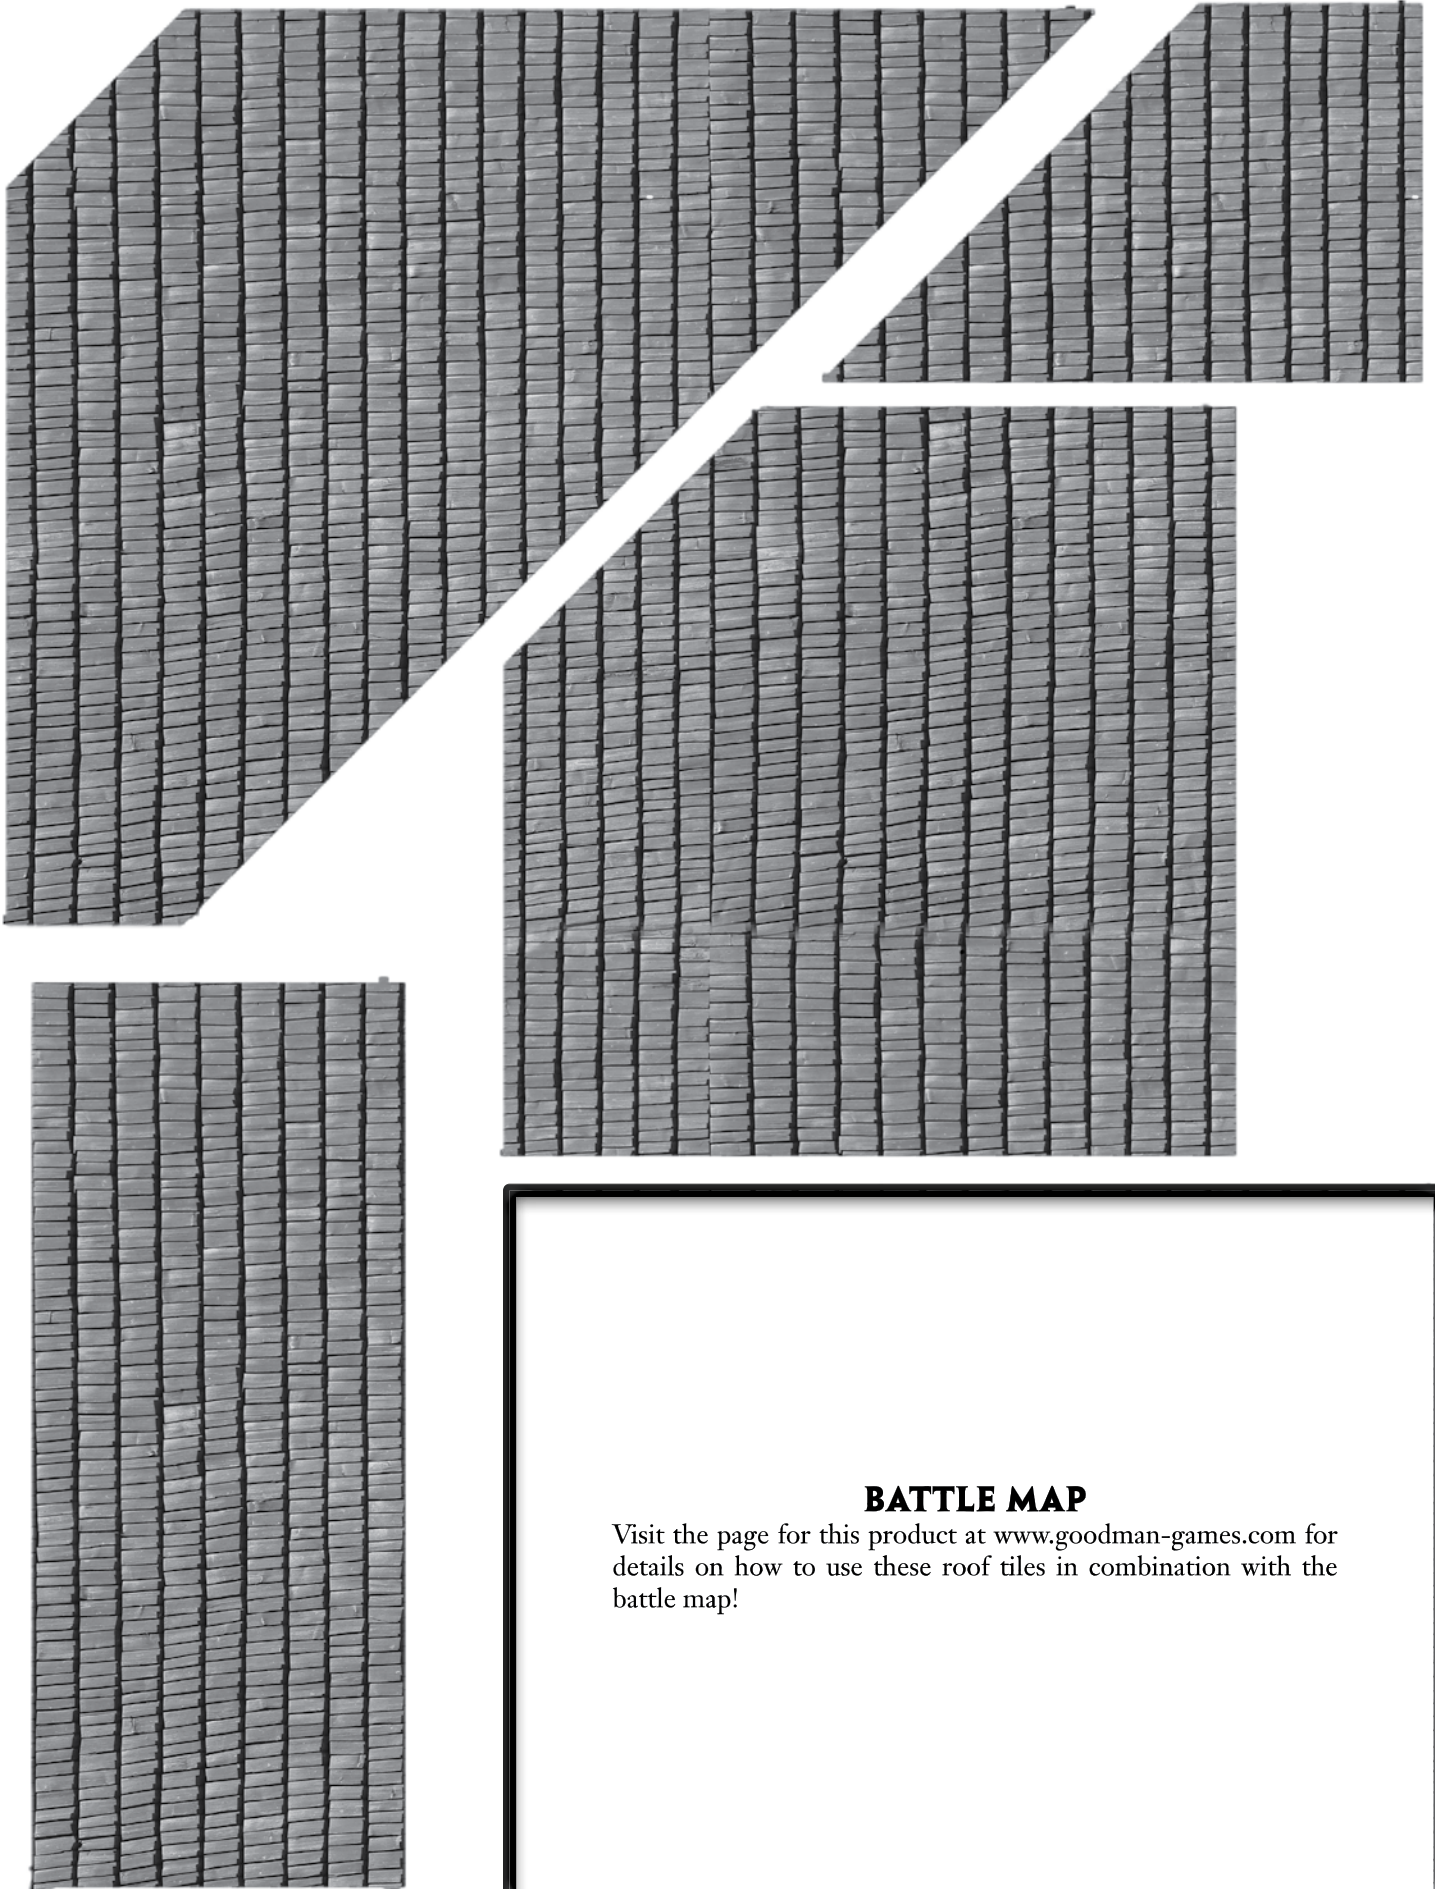 BATTLE MAP
Visit the page for this product at www.goodman-games.com for
details on how to use these roof tiles in combination with the
battle map!